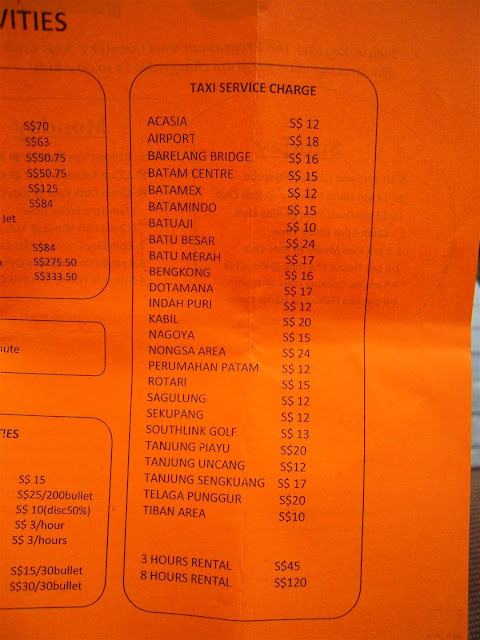 VITIES
S$70
S$63
S$50.75
S$50.75
S$125
S$84
Jet
S$84
S$275.50
S$333.50
nute
TIES
S$ 15
S$25/200bullet
S$ 10(disc50%)
S$ 3/hour
S$ 3/hours
S$15/30bullet
S$30/30bullet
TAXI SERVICE CHARGE
ACASIA S$ 12
AIRPORT S$ 18
BARELANG BRIDGE S$ 16
BATAM CENTRE S$ 15
BATAMEX S$ 12
BATAMINDO S$ 15
BATUAJI S$ 10
BATU BESAR S$ 24
BATU MERAH S$ 17
BENGKONG S$ 16
DOTAMANA S$ 17
INDAH PURI S$ 12
KABIL S$ 20
NAGOYA S$ 15
NONGSA AREA S$ 24
PERUMAHAN PATAM S$ 12
ROTARI S$ 15
SAGULUNG S$ 12
SEKUPANG S$ 12
SOUTHLINK GOLF S$ 13
TANJUNG PIAYU S$20
TANJUNG UNCANG S$12
TANJUNG SENGKUANG S$ 17
TELAGA PUNGGUR S$20
TIBAN AREA S$10
3 HOURS RENTAL S$45
8 HOURS RENTAL S$120